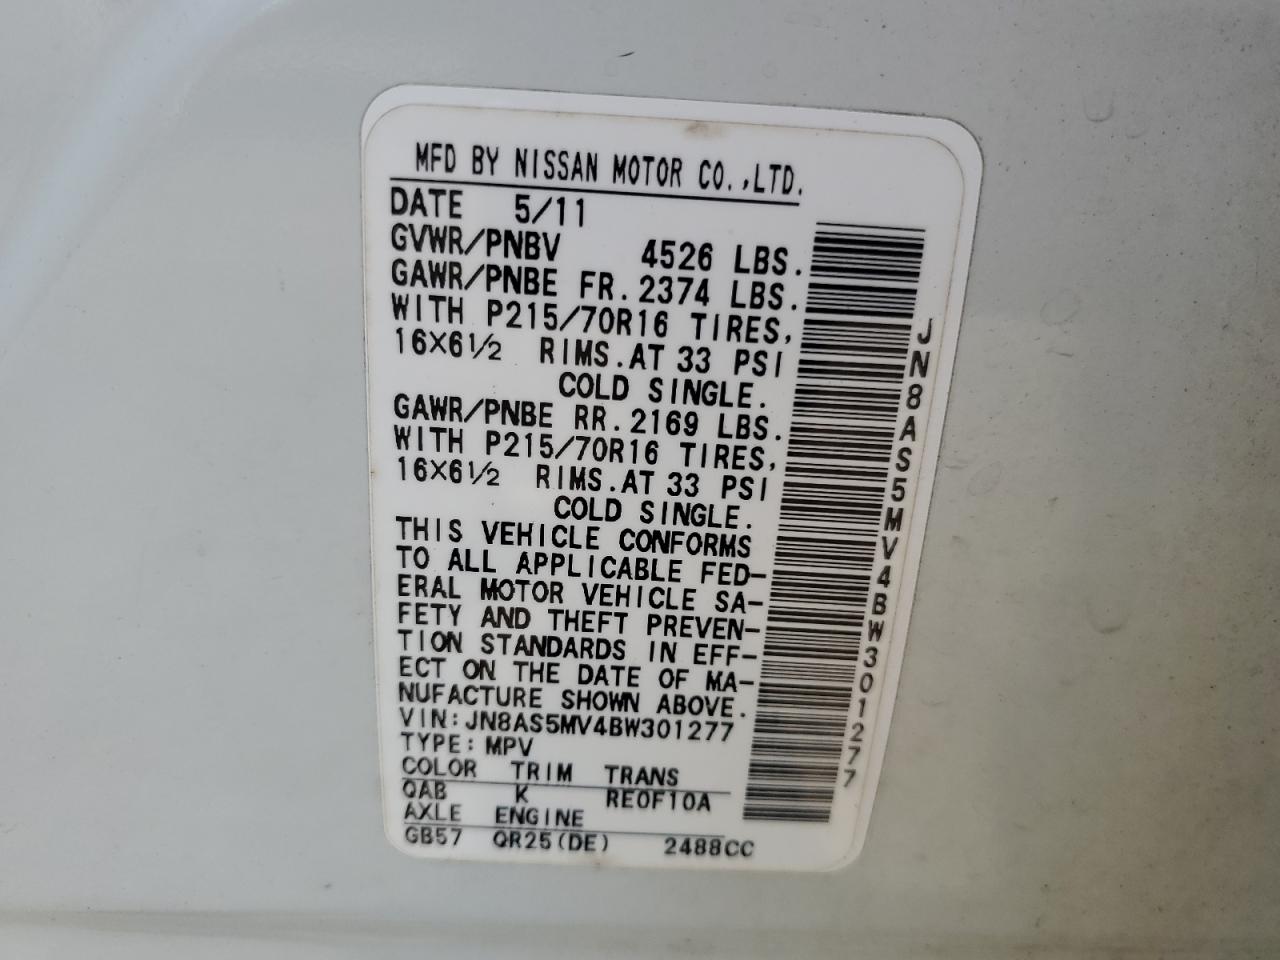 MFD BY NISSAN MOTOR CO.,LTD.
DATE 5/11
GVWR/PNBV 4526 LBS.
GAWR/PNBE FR.2374 LBS.
WITH P215/70R16 TIRES,
16X6½ RIMS.AT 33 PSI
COLD SINGLE.
GAWR/PNBE RR.2169 LBS.
WITH P215/70R16 TIRES,
16X6½ RIMS.AT 33 PSI
COLD SINGLE.
THIS VEHICLE CONFORMS
TO ALL APPLICABLE FED-
ERAL MOTOR VEHICLE SA-
FETY AND THEFT PREVEN-
TION STANDARDS IN EFF-
ECT ON THE DATE OF MA-
NUFACTURE SHOWN ABOVE.
VIN:JN8AS5MV4BW301277
TYPE:MPV
COLOR TRIM TRANS
QAB K RE0F10A
AXLE ENGINE
GB57 QR25(DE) 2488CC
JN8AS5MV4BW301277